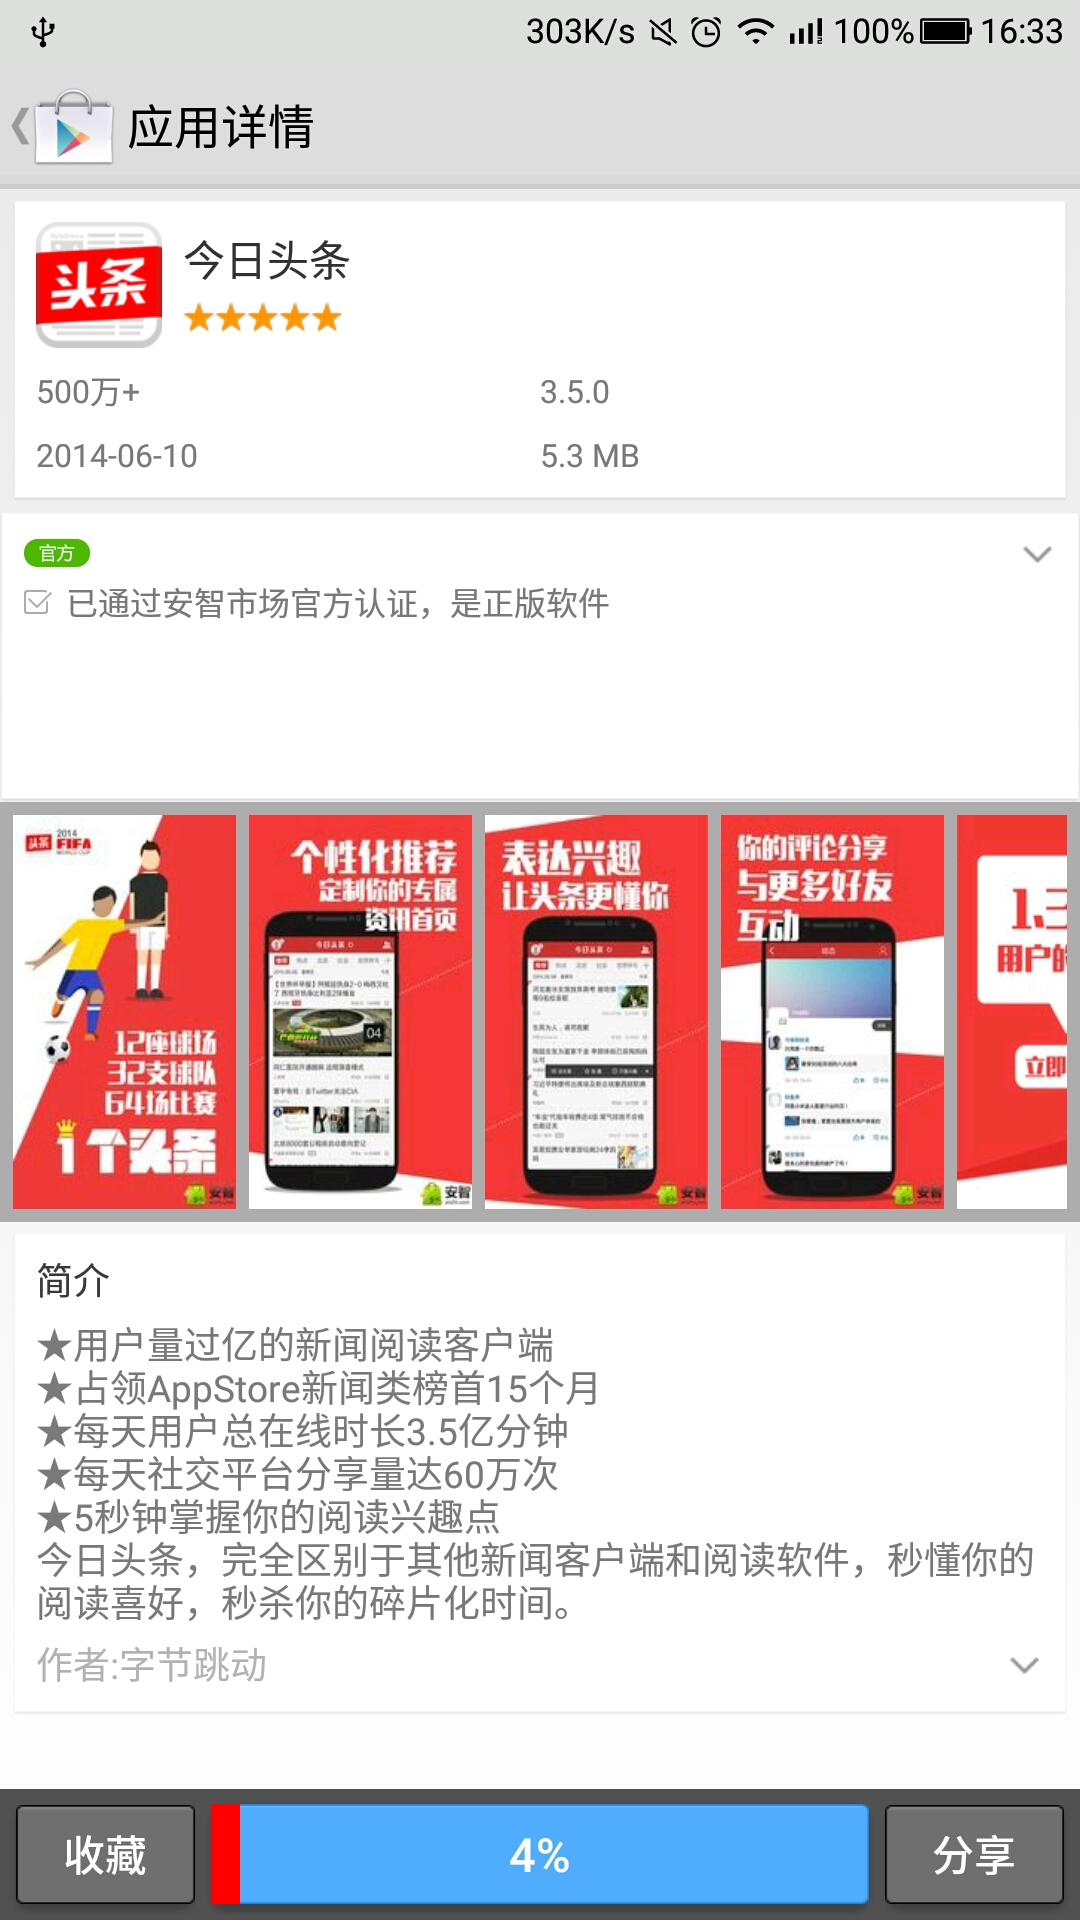 303K/s 100% 16:33
应用详情
头条
今日头条
500万+ 3.5.0
2014-06-10 5.3 MB
官方
已通过安智市场官方认证，是正版软件
头条 2014 FIFA WORLD CUP
12座球场
32支球队
64场比赛
1个头条
安智
个性化推荐
定制你的专属
资讯首页
今日头条
安智
表达兴趣
让头条更懂你
今日头条
安智
你的评论分享
与更多好友
互动
动态
安智
1.3
用户的
立即
简介
★用户量过亿的新闻阅读客户端
★占领AppStore新闻类榜首15个月
★每天用户总在线时长3.5亿分钟
★每天社交平台分享量达60万次
★5秒钟掌握你的阅读兴趣点
今日头条，完全区别于其他新闻客户端和阅读软件，秒懂你的
阅读喜好，秒杀你的碎片化时间。
作者:字节跳动
收藏 4% 分享